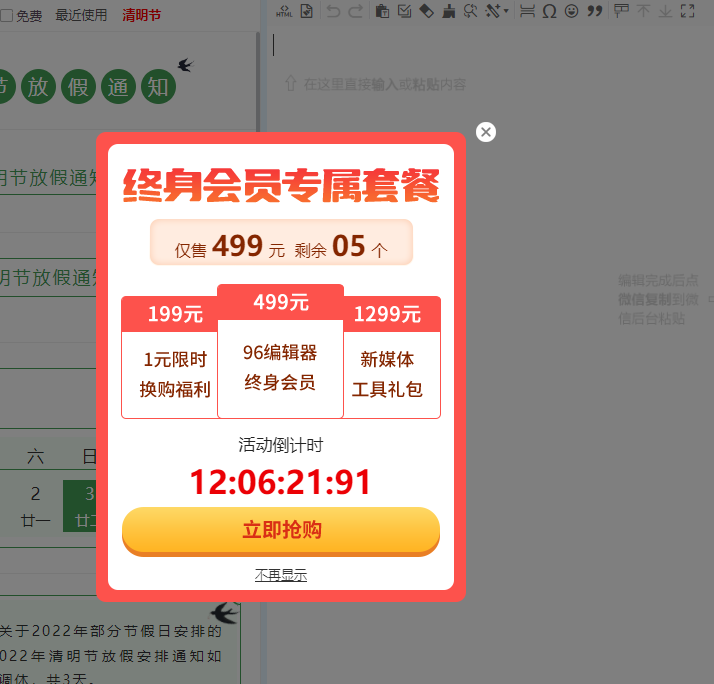 免费 最近使用 清明节
HTML
节放假通知
在这里直接输入或粘贴内容
明节放假通知
明节放假通知
终身会员专属套餐
仅售 499 元 剩余 05 个
199元 499元 1299元
1元限时
换购福利
96编辑器
终身会员
新媒体
工具礼包
活动倒计时
12:06:21:91
立即抢购
不再显示
编辑完成后点
微信复制到微
信后台粘贴
六 日
2 3
廿一 廿二
关于2022年部分节假日安排的
022年清明节放假安排通知如
调休，共3天。